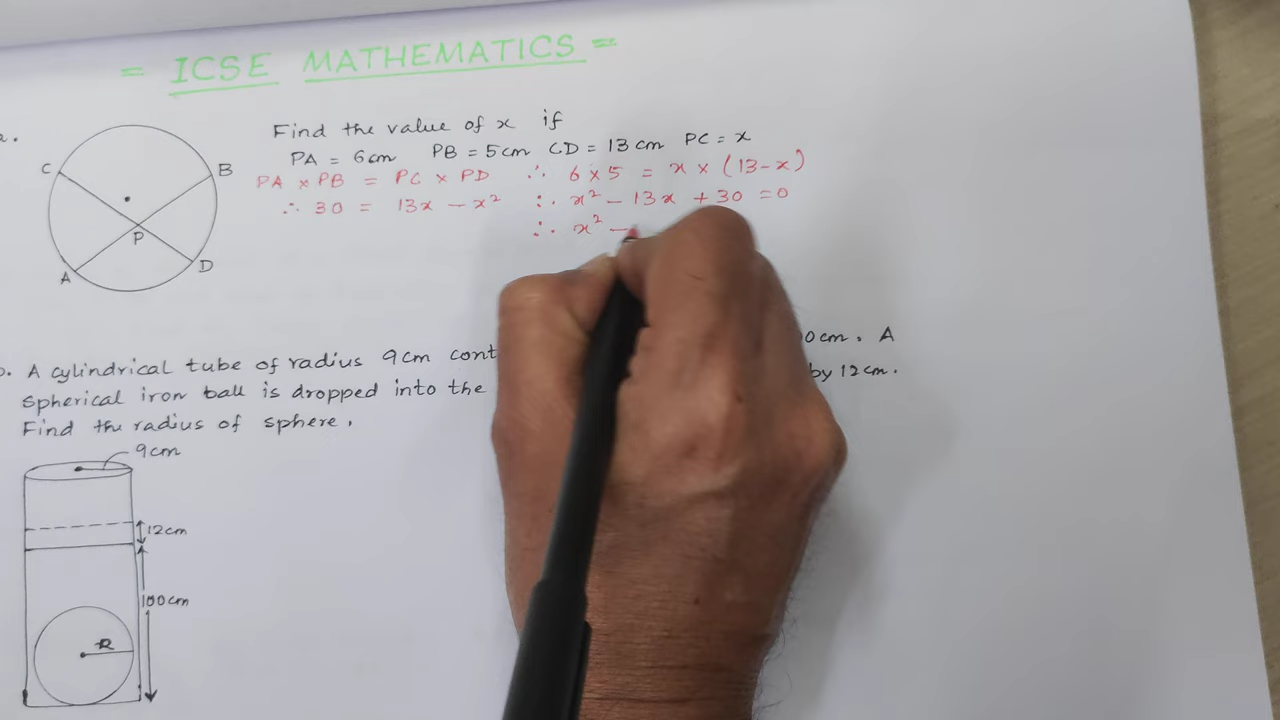 = ICSE MATHEMATICS =
a.
Find the value of x if
PA = 6cm PB = 5cm CD = 13cm PC = x
PA × PB = PC × PD ∴ 6 × 5 = x × (13 - x)
∴ 30 = 13x - x² ∴ x² - 13x + 30 = 0
∴ x² -
C
B
P
A
D
b. A cylindrical tube of radius 9cm 0cm. A
Spherical iron ball is dropped into the by 12cm.
Find the radius of sphere.
9cm
12cm
100cm
R